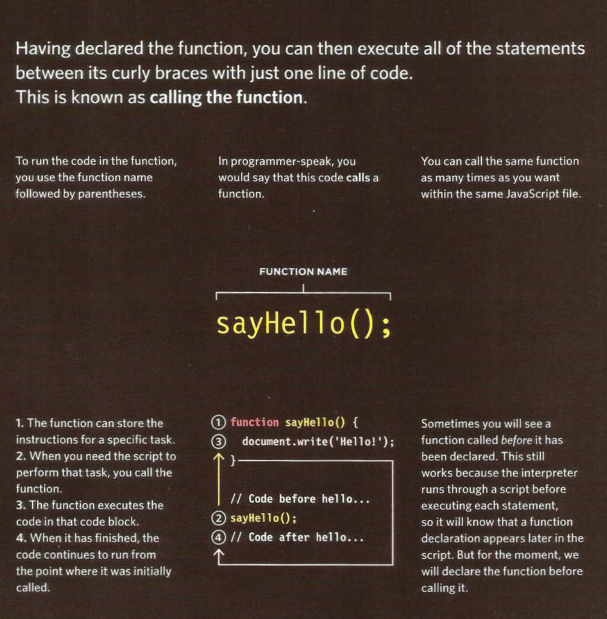 Having declared the function, you can then execute all of the statements
between its curly braces with just one line of code.
This is known as calling the function.
To run the code in the function,
you use the function name
followed by parentheses.
In programmer-speak, you
would say that this code calls a
function.
You can call the same function
as many times as you want
within the same JavaScript file.
FUNCTION NAME
sayHello();
1. The function can store the
instructions for a specific task.
2. When you need the script to
perform that task, you call the
function.
3. The function executes the
code in that code block.
4. When it has finished, the
code continues to run from
the point where it was initially
called.
1 function sayHello() {
3 document.write('Hello!');
}
// Code before hello...
2 sayHello();
4 // Code after hello...
Sometimes you will see a
function called before it has
been declared. This still
works because the interpreter
runs through a script before
executing each statement,
so it will know that a function
declaration appears later in the
script. But for the moment, we
will declare the function before
calling it.